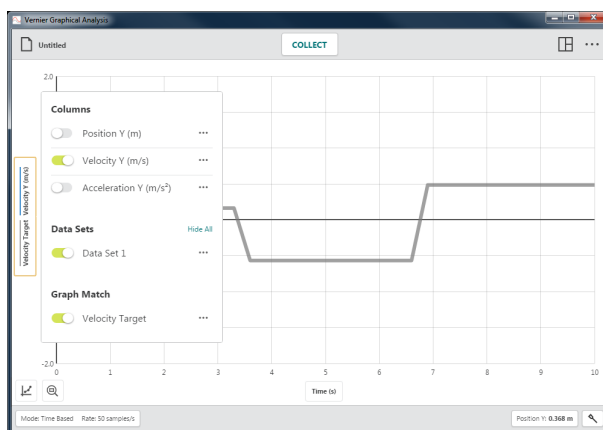 Vernier Graphical Analysis
Untitled
COLLECT
2.0
Columns
Position Y (m)
Velocity Y (m/s)
Acceleration Y (m/s²)
Data Sets
Hide All
Data Set 1
Graph Match
Velocity Target
Velocity Target Velocity Y (m/s)
-2.0
0 1 2 3 4 5 6 7 8 9 10
Time (s)
Mode: Time Based Rate: 50 samples/s
Position Y: 0.368 m